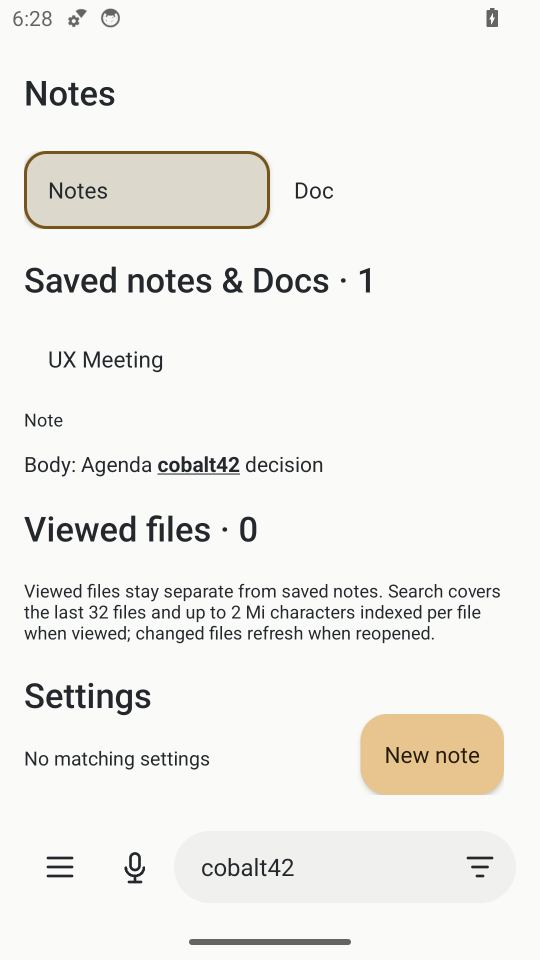 6:28
Notes
Notes
Doc
Saved notes & Docs · 1
UX Meeting
Note
Body: Agenda cobalt42 decision
Viewed files · 0
Viewed files stay separate from saved notes. Search covers
the last 32 files and up to 2 Mi characters indexed per file
when viewed; changed files refresh when reopened.
Settings
No matching settings
New note
cobalt42